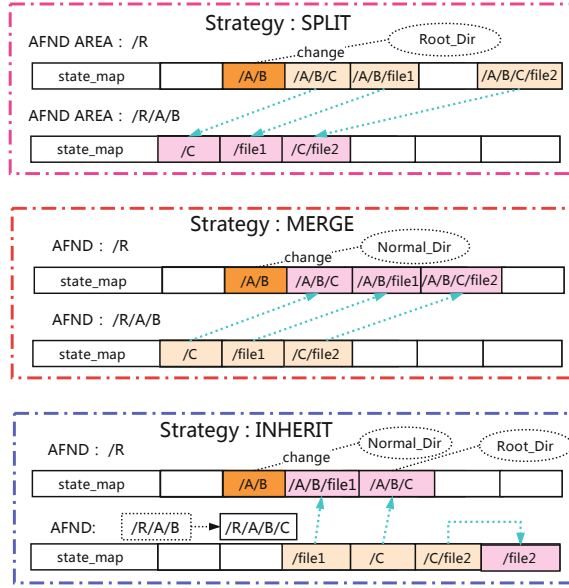 Strategy : SPLIT
AFND AREA : /R
change
Root_Dir
state_map /A/B /A/B/C /A/B/file1 /A/B/C/file2
AFND AREA : /R/A/B
state_map /C /file1 /C/file2
Strategy : MERGE
AFND : /R
change
Normal_Dir
state_map /A/B /A/B/C /A/B/file1 /A/B/C/file2
AFND : /R/A/B
state_map /C /file1 /C/file2
Strategy : INHERIT
AFND : /R
change
Normal_Dir
Root_Dir
state_map /A/B /A/B/file1 /A/B/C
AFND: /R/A/B /R/A/B/C
state_map /file1 /C /C/file2 /file2